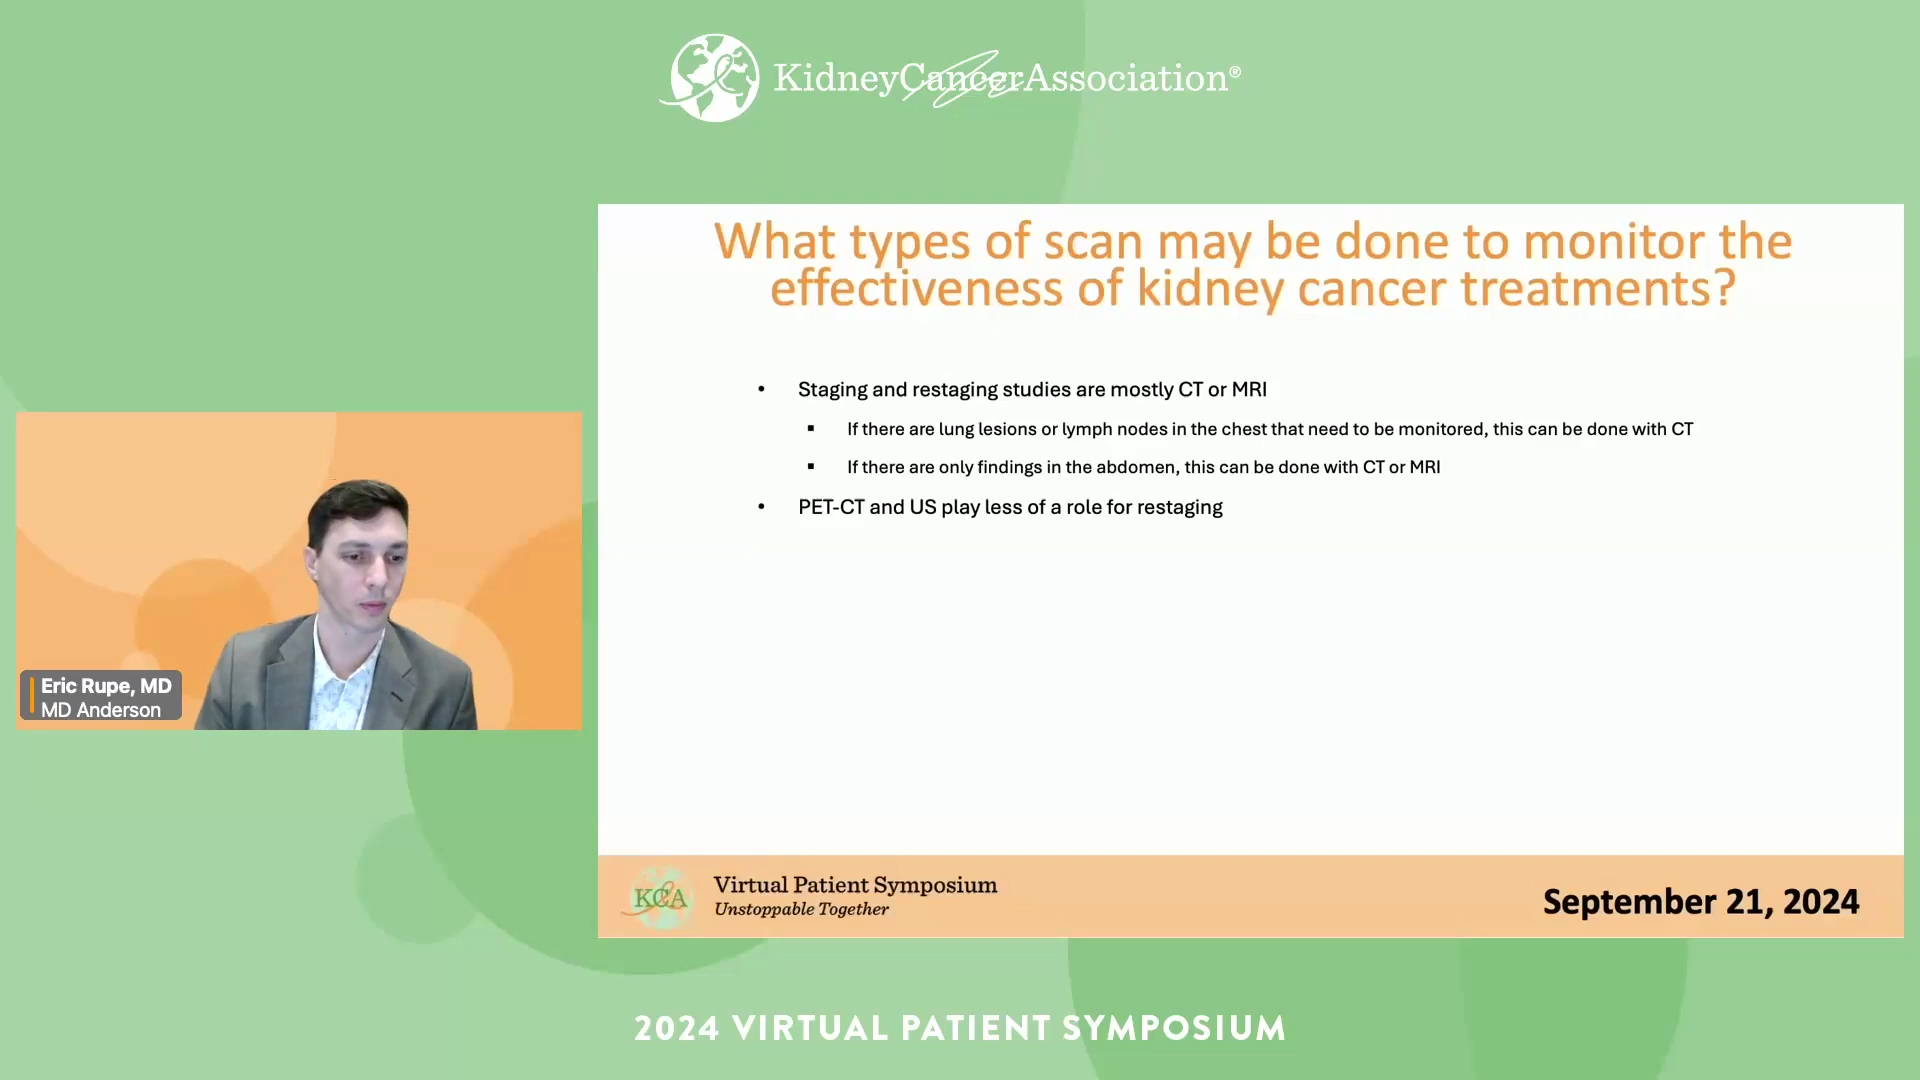 KidneyCancerAssociation®
What types of scan may be done to monitor the
effectiveness of kidney cancer treatments?
• Staging and restaging studies are mostly CT or MRI
▪ If there are lung lesions or lymph nodes in the chest that need to be monitored, this can be done with CT
▪ If there are only findings in the abdomen, this can be done with CT or MRI
• PET-CT and US play less of a role for restaging
Eric Rupe, MD
MD Anderson
KCA
Virtual Patient Symposium
Unstoppable Together
September 21, 2024
2024 VIRTUAL PATIENT SYMPOSIUM